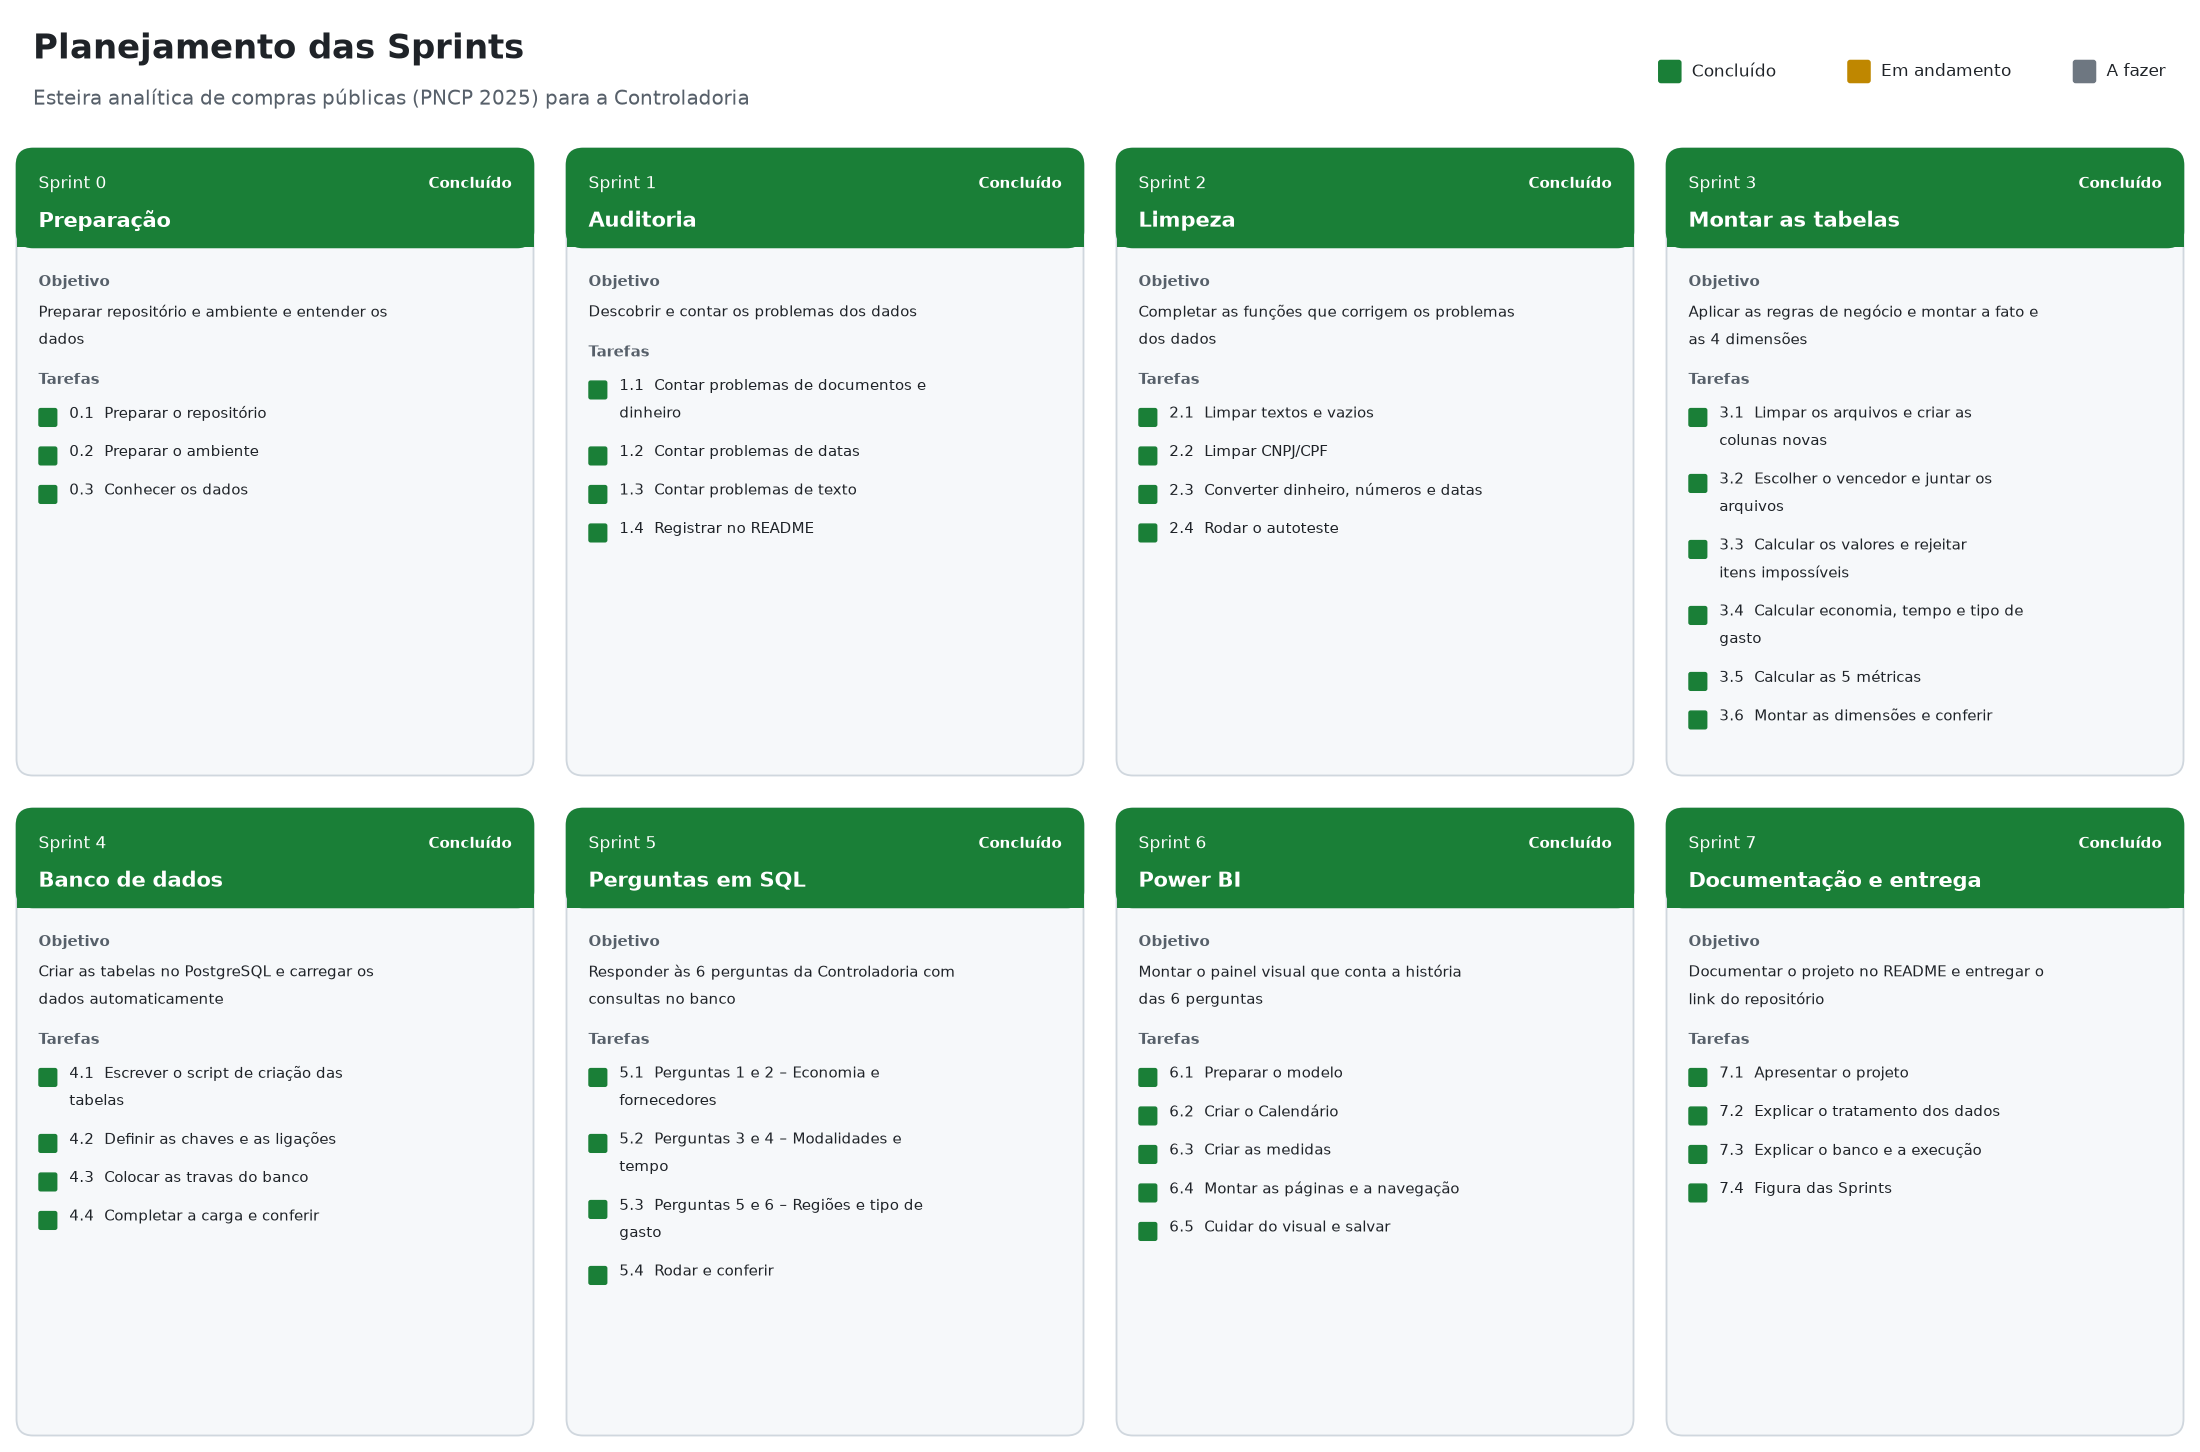 Planejamento das Sprints
Esteira analítica de compras públicas (PNCP 2025) para a Controladoria
Concluído
Em andamento
A fazer
Sprint 0
Concluído
Preparação
Objetivo
Preparar repositório e ambiente e entender os
dados
Tarefas
0.1 Preparar o repositório
0.2 Preparar o ambiente
0.3 Conhecer os dados
Sprint 1
Concluído
Auditoria
Objetivo
Descobrir e contar os problemas dos dados
Tarefas
1.1 Contar problemas de documentos e
dinheiro
1.2 Contar problemas de datas
1.3 Contar problemas de texto
1.4 Registrar no README
Sprint 2
Concluído
Limpeza
Objetivo
Completar as funções que corrigem os problemas
dos dados
Tarefas
2.1 Limpar textos e vazios
2.2 Limpar CNPJ/CPF
2.3 Converter dinheiro, números e datas
2.4 Rodar o autoteste
Sprint 3
Concluído
Montar as tabelas
Objetivo
Aplicar as regras de negócio e montar a fato e
as 4 dimensões
Tarefas
3.1 Limpar os arquivos e criar as
colunas novas
3.2 Escolher o vencedor e juntar os
arquivos
3.3 Calcular os valores e rejeitar
itens impossíveis
3.4 Calcular economia, tempo e tipo de
gasto
3.5 Calcular as 5 métricas
3.6 Montar as dimensões e conferir
Sprint 4
Concluído
Banco de dados
Objetivo
Criar as tabelas no PostgreSQL e carregar os
dados automaticamente
Tarefas
4.1 Escrever o script de criação das
tabelas
4.2 Definir as chaves e as ligações
4.3 Colocar as travas do banco
4.4 Completar a carga e conferir
Sprint 5
Concluído
Perguntas em SQL
Objetivo
Responder às 6 perguntas da Controladoria com
consultas no banco
Tarefas
5.1 Perguntas 1 e 2 – Economia e
fornecedores
5.2 Perguntas 3 e 4 – Modalidades e
tempo
5.3 Perguntas 5 e 6 – Regiões e tipo de
gasto
5.4 Rodar e conferir
Sprint 6
Concluído
Power BI
Objetivo
Montar o painel visual que conta a história
das 6 perguntas
Tarefas
6.1 Preparar o modelo
6.2 Criar o Calendário
6.3 Criar as medidas
6.4 Montar as páginas e a navegação
6.5 Cuidar do visual e salvar
Sprint 7
Concluído
Documentação e entrega
Objetivo
Documentar o projeto no README e entregar o
link do repositório
Tarefas
7.1 Apresentar o projeto
7.2 Explicar o tratamento dos dados
7.3 Explicar o banco e a execução
7.4 Figura das Sprints